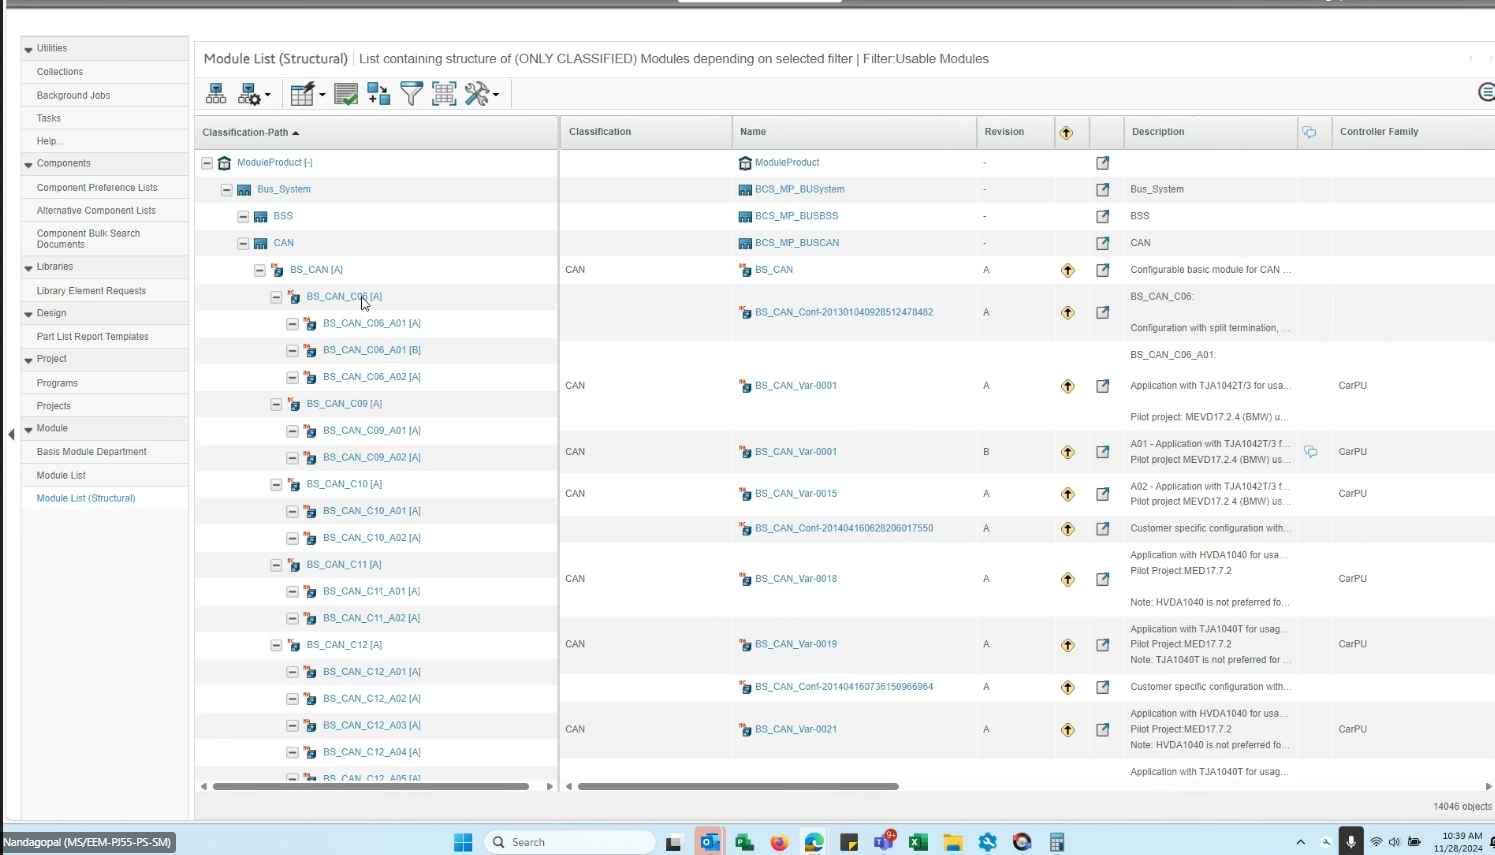 Utilities
Collections
Background Jobs
Tasks
Help...
Components
Component Preference Lists
Alternative Component Lists
Component Bulk Search
Documents
Libraries
Library Element Requests
Design
Part List Report Templates
Project
Programs
Projects
Module
Basis Module Department
Module List
Module List (Structural)
Module List (Structural) | List containing structure of (ONLY CLASSIFIED) Modules depending on selected filter | Filter:Usable Modules
Classification-Path
ModuleProduct [-]
Bus_System
BSS
CAN
BS_CAN [A]
BS_CAN_C06 [A]
BS_CAN_C06_A01 [A]
BS_CAN_C06_A01 [B]
BS_CAN_C06_A02 [A]
BS_CAN_C09 [A]
BS_CAN_C09_A01 [A]
BS_CAN_C09_A02 [A]
BS_CAN_C10 [A]
BS_CAN_C10_A01 [A]
BS_CAN_C10_A02 [A]
BS_CAN_C11 [A]
BS_CAN_C11_A01 [A]
BS_CAN_C11_A02 [A]
BS_CAN_C12 [A]
BS_CAN_C12_A01 [A]
BS_CAN_C12_A02 [A]
BS_CAN_C12_A03 [A]
BS_CAN_C12_A04 [A]
BS_CAN_C12_A05 [A]
Classification Name Revision Description Controller Family
ModuleProduct -
BCS_MP_BUSystem - Bus_System
BCS_MP_BUSBSS - BSS
BCS_MP_BUSCAN - CAN
CAN BS_CAN A Configurable basic module for CAN ...
BS_CAN_C06:
BS_CAN_Conf-201301040928512478482 A
Configuration with split termination, ...
BS_CAN_C06_A01:
CAN BS_CAN_Var-0001 A Application with TJA1042T/3 for usa... CarPU
Pilot project: MEVD17.2.4 (BMW) u...
A01 - Application with TJA1042T/3 f...
CAN BS_CAN_Var-0001 B CarPU
Pilot project MEVD17.2.4 (BMW) us...
A02 - Application with TJA1042T/3 f...
CAN BS_CAN_Var-0015 A CarPU
Pilot project MEVD17.2.4 (BMW) us...
BS_CAN_Conf-201404160628206017550 A Customer specific configuration with...
Application with HVDA1040 for usa...
Pilot Project:MED17.7.2
CAN BS_CAN_Var-0018 A CarPU
Note: HVDA1040 is not preferred fo...
Application with TJA1040T for usag...
CAN BS_CAN_Var-0019 A Pilot Project:MED17.7.2 CarPU
Note: TJA1040T is not preferred for ...
BS_CAN_Conf-201404160736150966964 A Customer specific configuration with...
Application with HVDA1040 for usa...
CAN BS_CAN_Var-0021 A Pilot Project:MED17.7.2 CarPU
Note: HVDA1040 is not preferred fo...
Application with TJA1040T for usag...
14046 objects
Nandagopal (MS/EEM-PJ55-PS-SM)
Search
9+
10:39 AM
11/28/2024